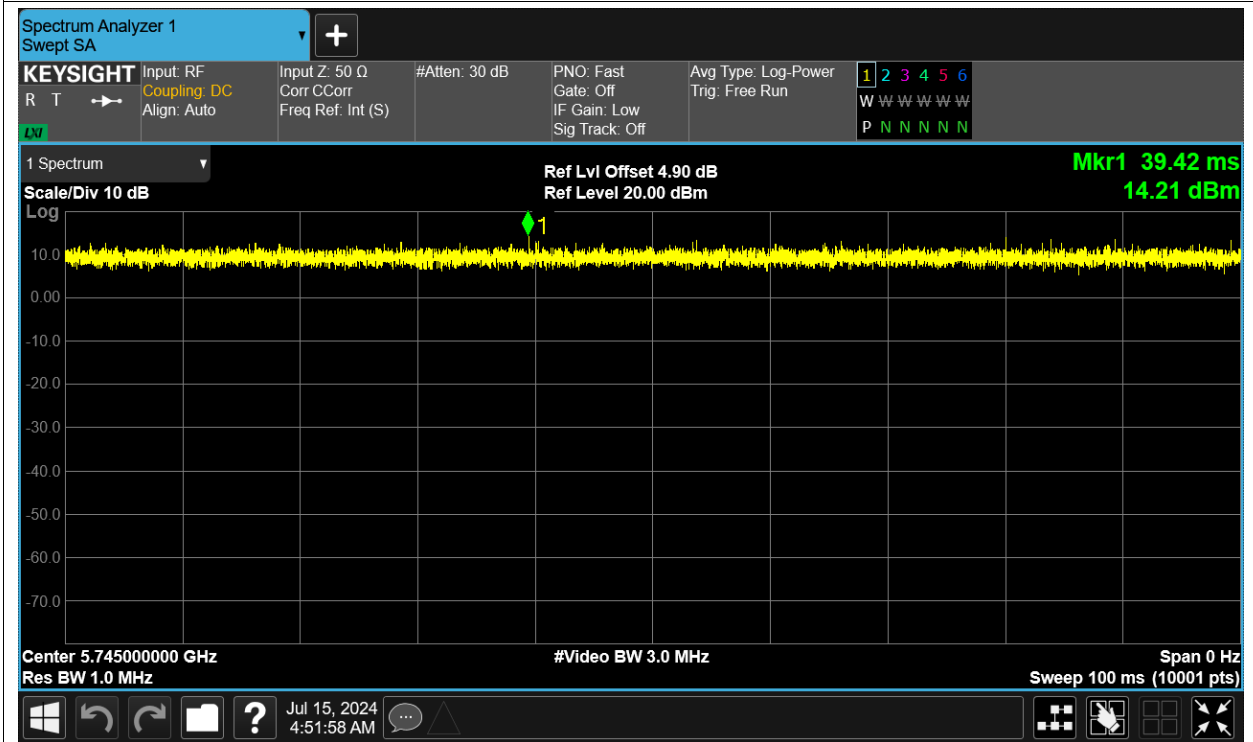 Spectrum Analyzer 1
Swept SA
+
KEYSIGHT
R T
LXI
Input: RF
Coupling: DC
Align: Auto
Input Z: 50 Ω
Corr CCorr
Freq Ref: Int (S)
#Atten: 30 dB
PNO: Fast
Gate: Off
IF Gain: Low
Sig Track: Off
Avg Type: Log-Power
Trig: Free Run
1 2 3 4 5 6
W W W W W W
P N N N N N
1 Spectrum
Scale/Div 10 dB
Log
Ref Lvl Offset 4.90 dB
Ref Level 20.00 dBm
Mkr1 39.42 ms
14.21 dBm
1
10.0
0.00
-10.0
-20.0
-30.0
-40.0
-50.0
-60.0
-70.0
Center 5.745000000 GHz
Res BW 1.0 MHz
#Video BW 3.0 MHz
Span 0 Hz
Sweep 100 ms (10001 pts)
?
Jul 15, 2024
4:51:58 AM